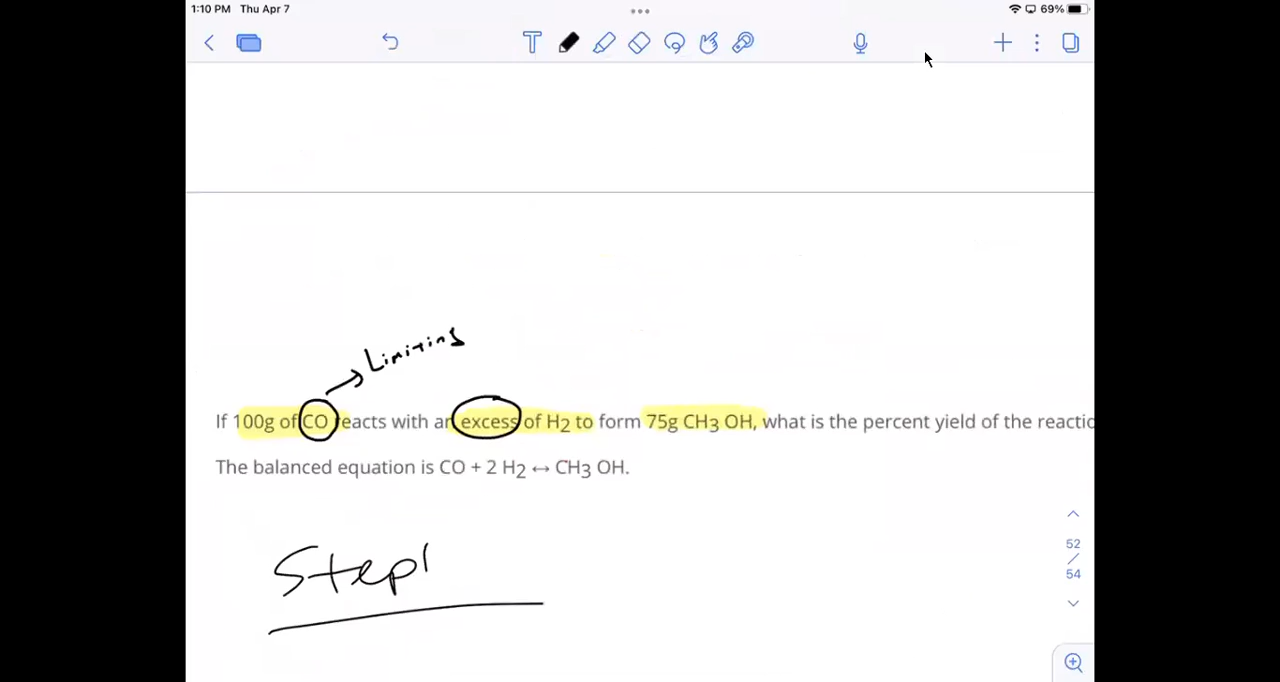 1:10 PM Thu Apr 7
69%
Limiting
If 100g of CO reacts with an excess of H2 to form 75g CH3 OH, what is the percent yield of the reactio
The balanced equation is CO + 2 H2 ↔ CH3 OH.
52
54
Step1